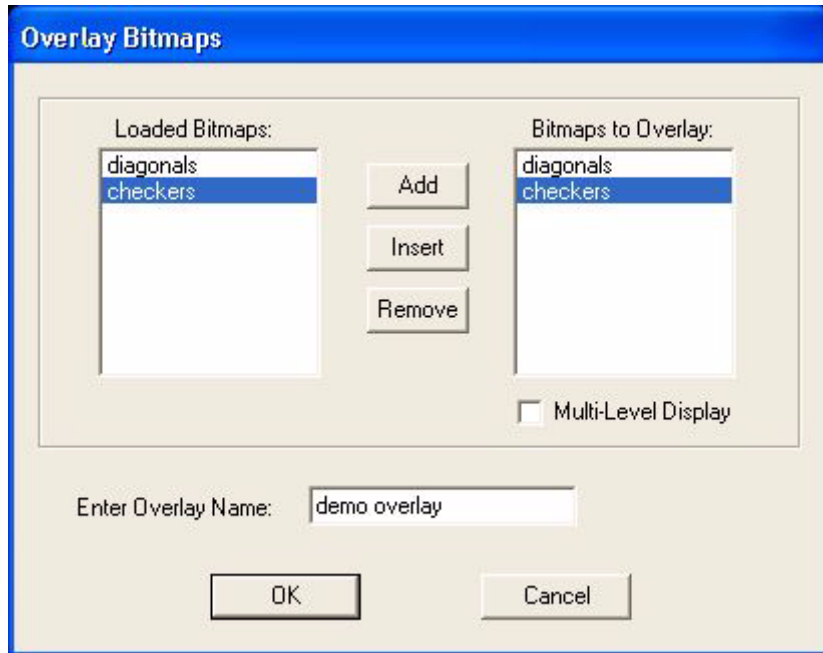 Overlay Bitmaps
Loaded Bitmaps:
diagonals
checkers
Add
Insert
Remove
Bitmaps to Overlay:
diagonals
checkers
Multi-Level Display
Enter Overlay Name:
demo overlay
OK
Cancel